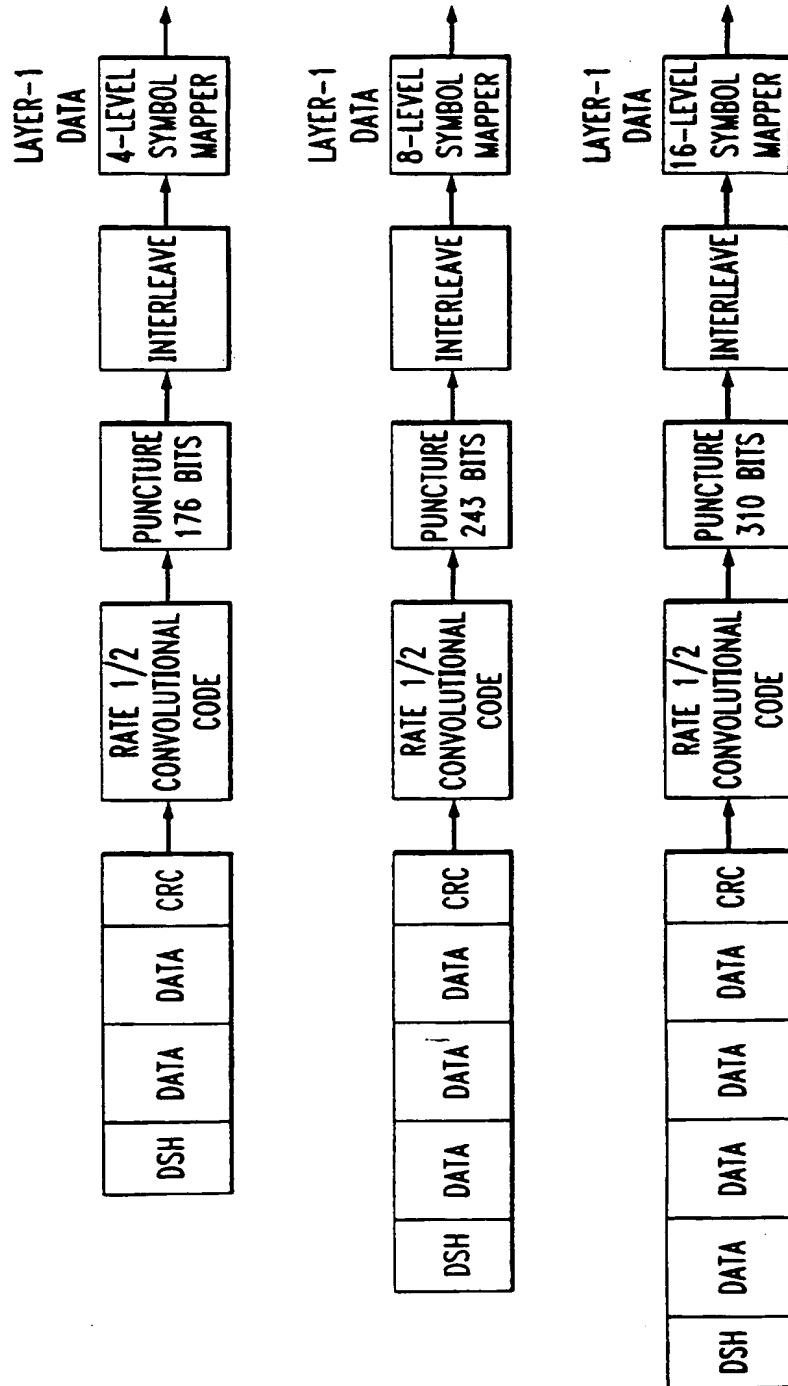 DSH
DATA
DATA
CRC
RATE 1/2
CONVOLUTIONAL
CODE
PUNCTURE
176 BITS
INTERLEAVE
LAYER-1
DATA
4-LEVEL
SYMBOL
MAPPER
DSH
DATA
DATA
DATA
CRC
RATE 1/2
CONVOLUTIONAL
CODE
PUNCTURE
243 BITS
INTERLEAVE
LAYER-1
DATA
8-LEVEL
SYMBOL
MAPPER
DSH
DATA
DATA
DATA
DATA
CRC
RATE 1/2
CONVOLUTIONAL
CODE
PUNCTURE
310 BITS
INTERLEAVE
LAYER-1
DATA
16-LEVEL
SYMBOL
MAPPER